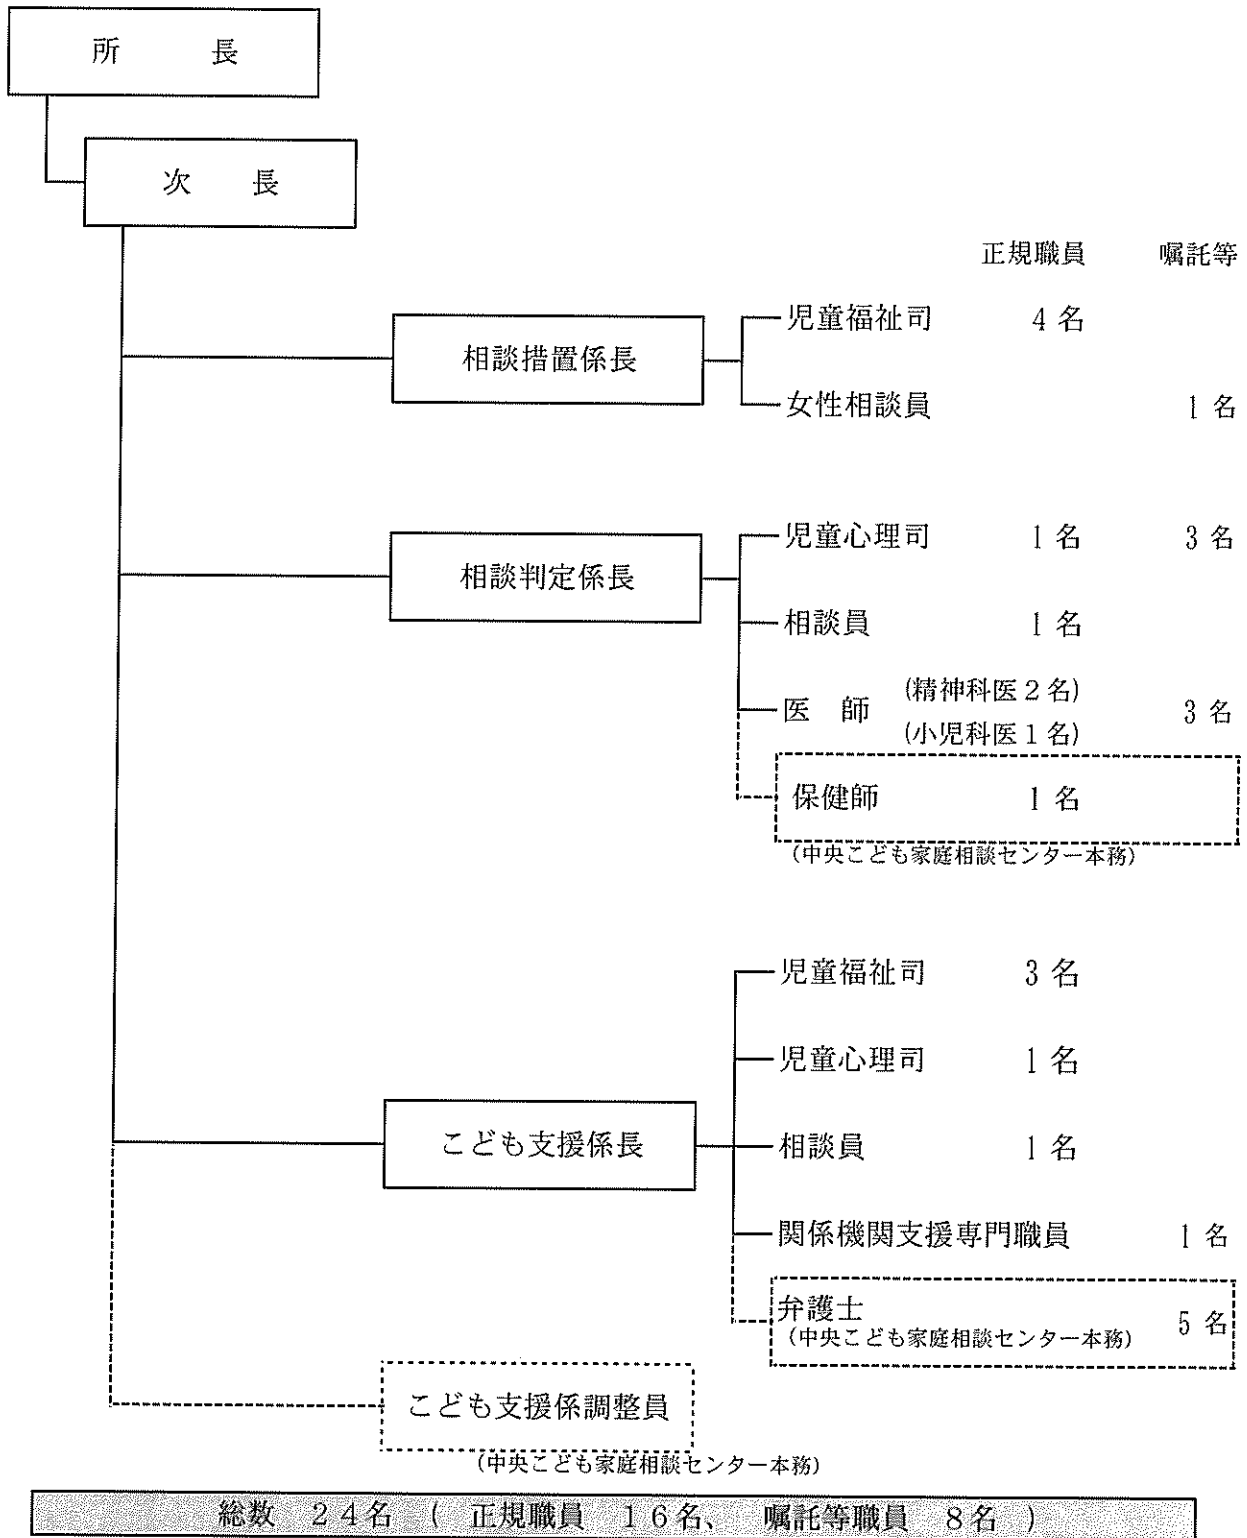 所　　長
次　　長
正規職員　　嘱託等
相談措置係長
児童福祉司　　4 名
女性相談員　　1 名
相談判定係長
児童心理司　　1 名　　3 名
相談員　　1 名
医　師　(精神科医２名)　　3 名
(小児科医１名)
保健師　　1 名
(中央こども家庭相談センター本務)
こども支援係長
児童福祉司　　3 名
児童心理司　　1 名
相談員　　1 名
関係機関支援専門職員　　1 名
弁護士　　5 名
(中央こども家庭相談センター本務)
こども支援係調整員
(中央こども家庭相談センター本務)
総数　２４名　(　正規職員　１６名、　嘱託等職員　８名　)